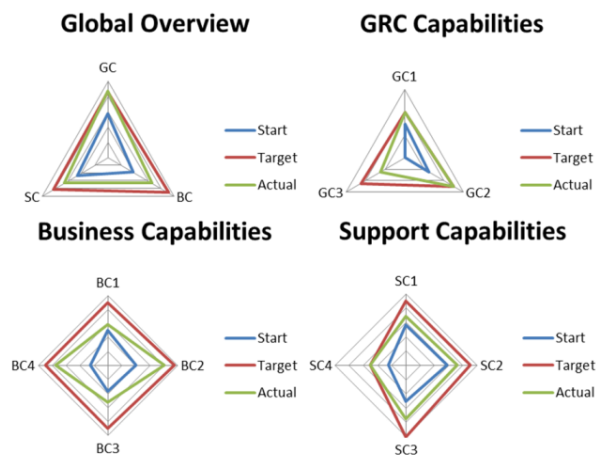 Global Overview
GC
SC
BC
Start
Target
Actual
GRC Capabilities
GC1
GC3
GC2
Start
Target
Actual
Business Capabilities
BC1
BC4
BC2
BC3
Start
Target
Actual
Support Capabilities
SC1
SC4
SC2
SC3
Start
Target
Actual